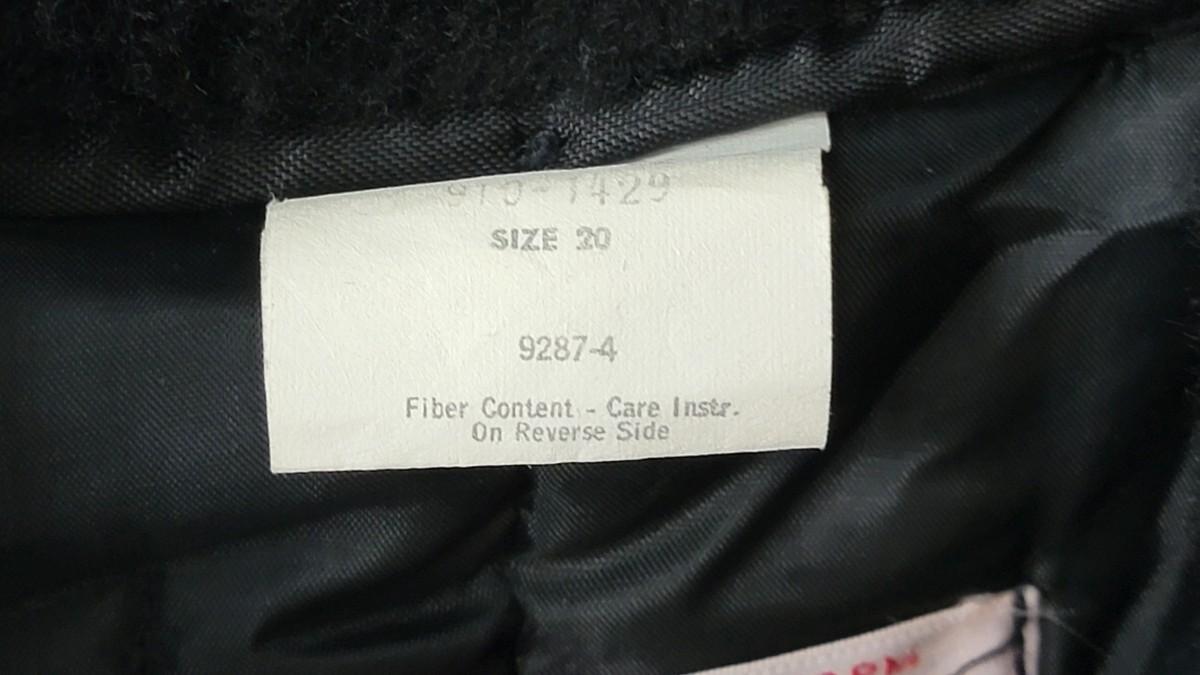 SIZE 20
9287-4
Fiber Content - Care Instr.
On Reverse Side